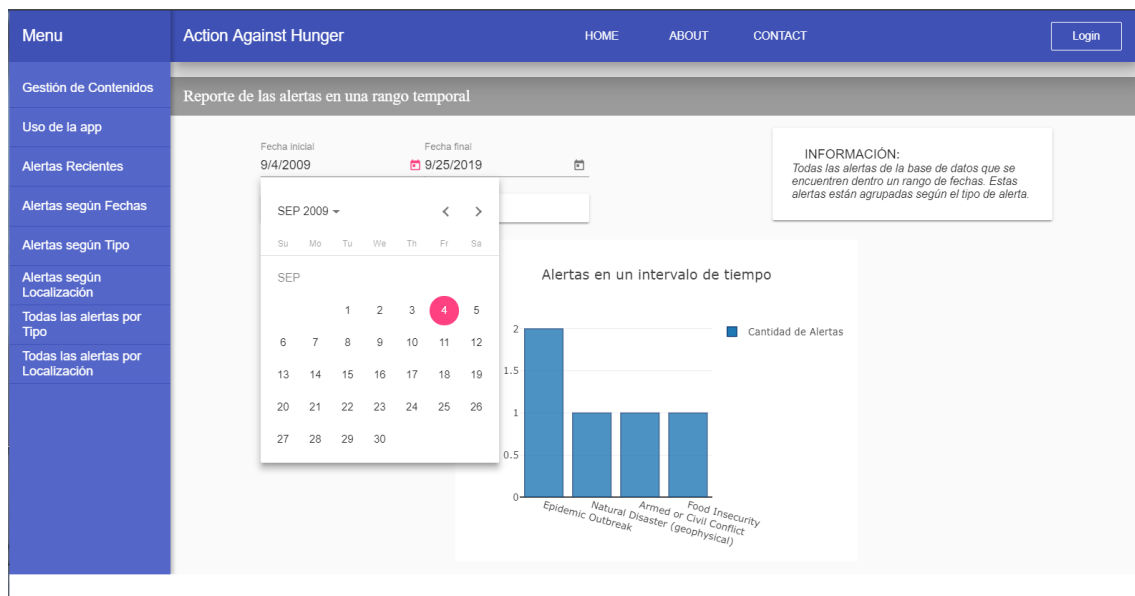 Menu
Action Against Hunger
HOME
ABOUT
CONTACT
Login
Gestión de Contenidos
Uso de la app
Alertas Recientes
Alertas según Fechas
Alertas según Tipo
Alertas según
Localización
Todas las alertas por
Tipo
Todas las alertas por
Localización
Reporte de las alertas en una rango temporal
Fecha inicial
9/4/2009
Fecha final
9/25/2019
INFORMACIÓN:
Todas las alertas de la base de datos que se
encuentren dentro un rango de fechas. Estas
alertas están agrupadas según el tipo de alerta.
SEP 2009
Su Mo Tu We Th Fr Sa
SEP
1 2 3 4 5
6 7 8 9 10 11 12
13 14 15 16 17 18 19
20 21 22 23 24 25 26
27 28 29 30
Alertas en un intervalo de tiempo
Cantidad de Alertas
2
1.5
1
0.5
0
Epidemic Outbreak
Natural Disaster (geophysical)
Armed or Civil Conflict
Food Insecurity